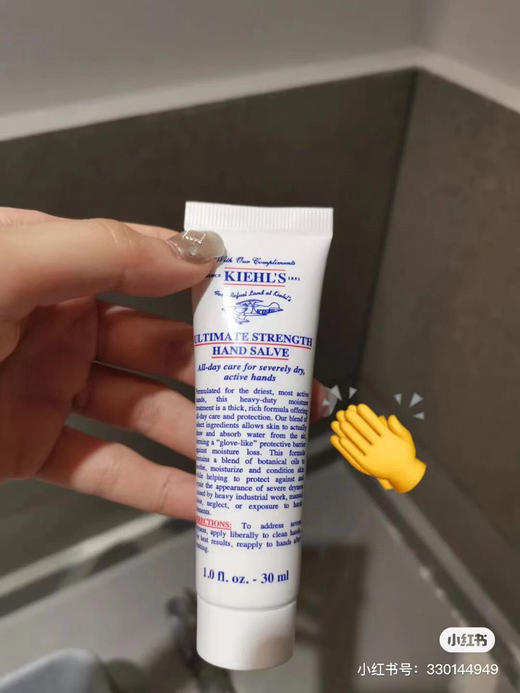 With Our Compliments
KIEHL'S
1851
ULTIMATE STRENGTH
HAND SALVE
All-day care for severely dry,
active hands
Formulated for the driest, most active
hands, this heavy-duty moisture
treatment is a thick, rich formula offering
all-day care and protection. Our blend of
select ingredients allows skin to actually
and absorb water from the air,
forming a "glove-like" protective barrier
against moisture loss. This formula
contains a blend of botanical oils to
soothe, moisturize and condition skin
while helping to protect against and
repair the appearance of severe dryness
caused by heavy industrial work, manual
neglect, or exposure to harsh
elements.
DIRECTIONS: To address severe
dryness, apply liberally to clean hands.
For best results, reapply to hands after
1.0 fl. oz. - 30 ml
小红书
小红书号：330144949